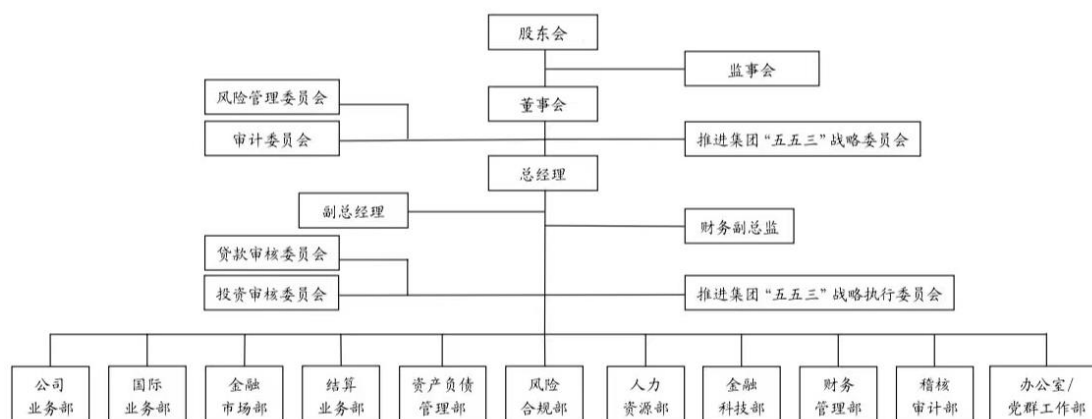 股东会
监事会
风险管理委员会
董事会
审计委员会
推进集团“五五三”战略委员会
总经理
副总经理
财务副总监
贷款审核委员会
投资审核委员会
推进集团“五五三”战略执行委员会
公司
业务部
国际
业务部
金融
市场部
结算
业务部
资产负债
管理部
风险
合规部
人力
资源部
金融
科技部
财务
管理部
稽核
审计部
办公室/
党群工作部